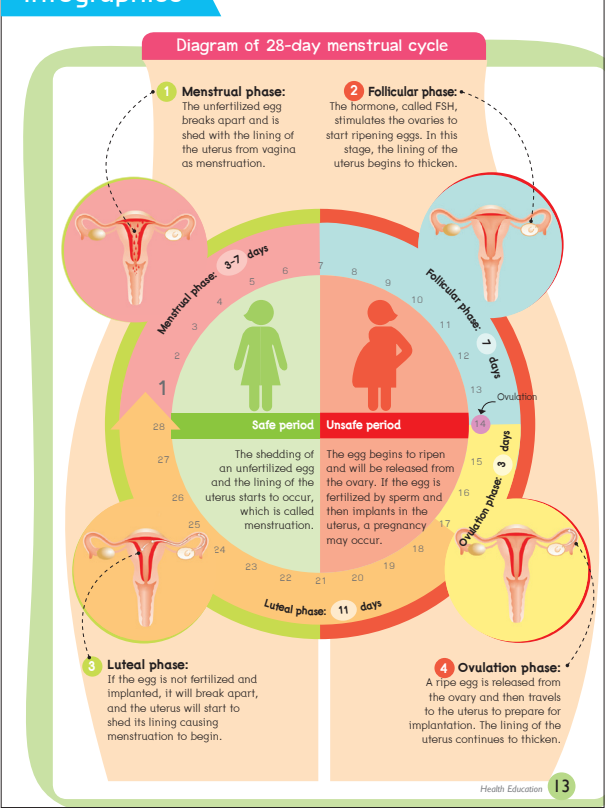 Infographics
Diagram of 28-day menstrual cycle
1 Menstrual phase:
The unfertilized egg
breaks apart and is
shed with the lining of
the uterus from vagina
as menstruation.
2 Follicular phase:
The hormone, called FSH,
stimulates the ovaries to
start ripening eggs. In this
stage, the lining of the
uterus begins to thicken.
Menstrual phase: 3-7 days
Follicular phase: 7 days
1
2
3
4
5
6
7
8
9
10
11
12
13
Ovulation
14
15
16
17
18
19
20
21
22
23
24
25
26
27
28
Safe period
Unsafe period
The shedding of
an unfertilized egg
and the lining of the
uterus starts to occur,
which is called
menstruation.
The egg begins to ripen
and will be released from
the ovary. If the egg is
fertilized by sperm and
then implants in the
uterus, a pregnancy
may occur.
Ovulation phase: 3 days
Luteal phase: 11 days
3 Luteal phase:
If the egg is not fertilized and
implanted, it will break apart,
and the uterus will start to
shed its lining causing
menstruation to begin.
4 Ovulation phase:
A ripe egg is released from
the ovary and then travels
to the uterus to prepare for
implantation. The lining of the
uterus continues to thicken.
Health Education 13